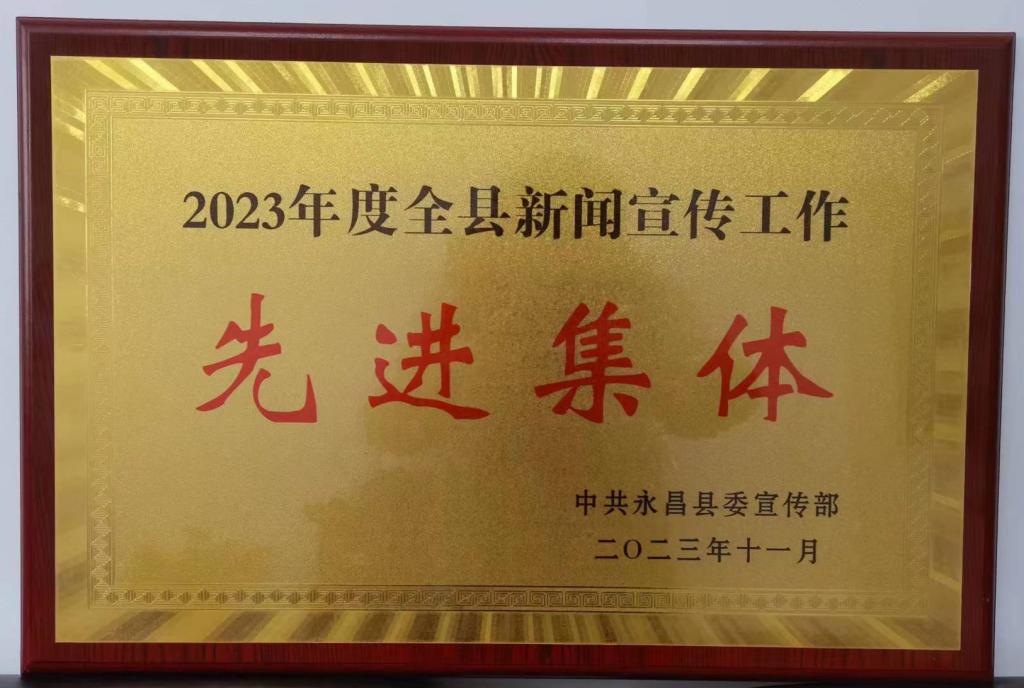 2023年度全县新闻宣传工作
先进集体
中共永昌县委宣传部
二〇二三年十一月